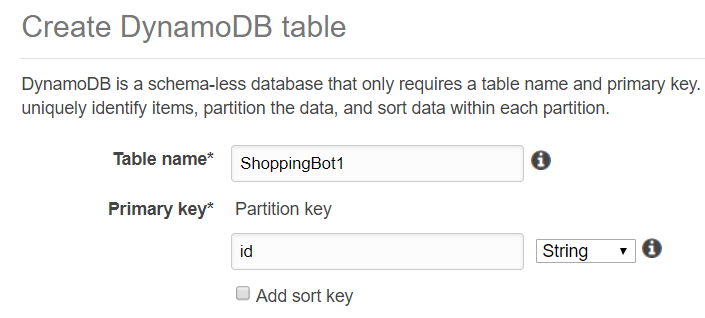 Create DynamoDB table
DynamoDB is a schema-less database that only requires a table name and primary key.
uniquely identify items, partition the data, and sort data within each partition.
Table name* ShoppingBot1
Primary key* Partition key
id String
Add sort key